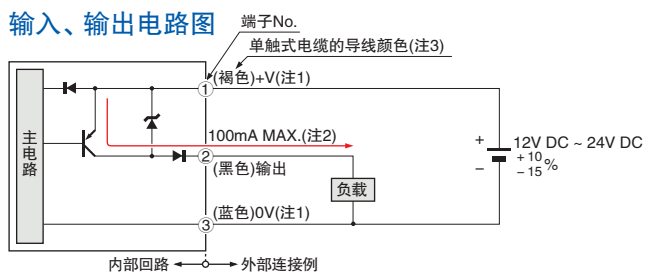 输入、输出电路图
端子No.
单触式电缆的导线颜色(注3)
(褐色)+V(注1)
1
主电路
100mA MAX.(注2)
2
(黑色)输出
负载
+
−
12V DC ~ 24V DC
+10
−15 %
(蓝色)0V(注1)
3
内部回路
外部连接例